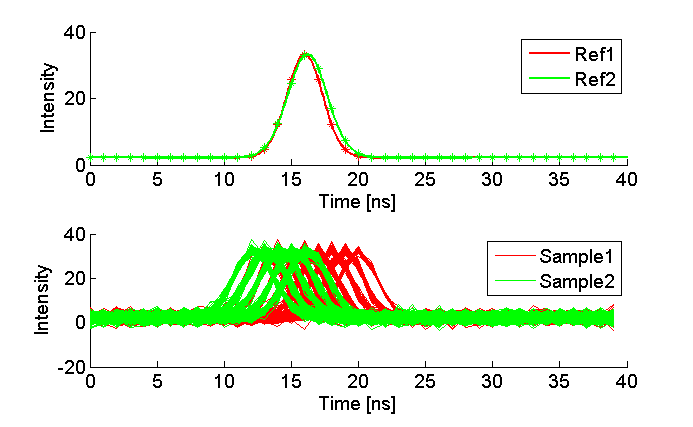 40
20
0
Intensity
0 5 10 15 20 25 30 35 40
Time [ns]
Ref1
Ref2
40
20
0
-20
Intensity
0 5 10 15 20 25 30 35 40
Time [ns]
Sample1
Sample2